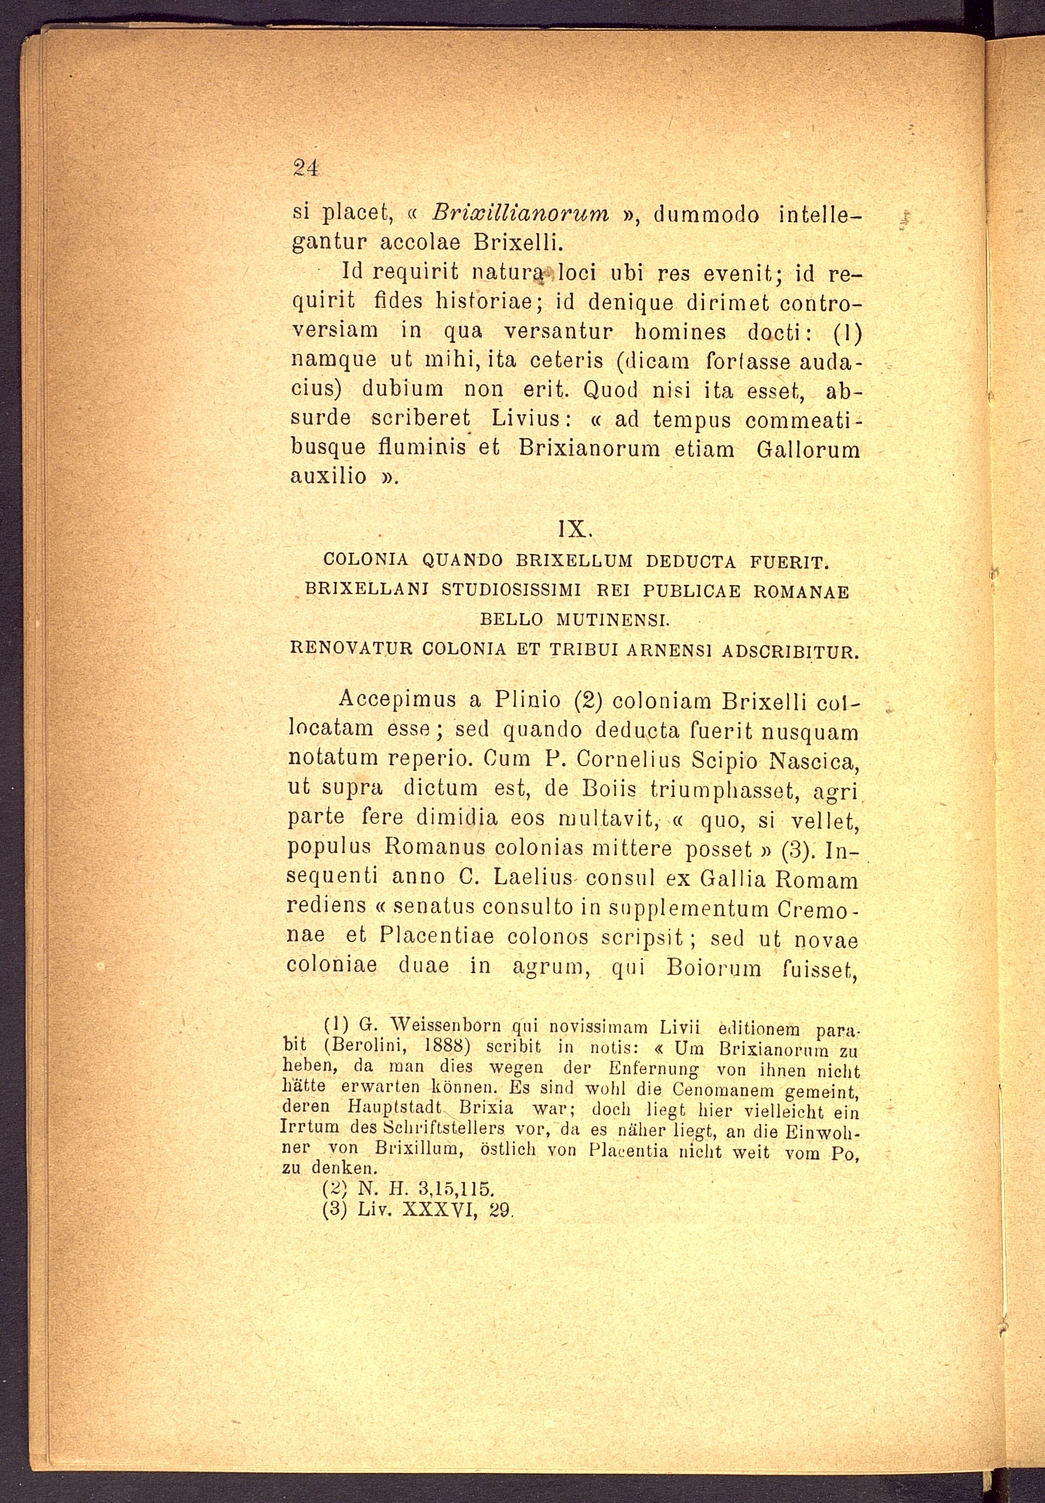 24
si placet, « Brixillianorum », dummodo intelle-
gantur accolae Brixelli.
Id requirit natura loci ubi res evenit; id re-
quirit fides historiae; id denique dirimet contro-
versiam in qua versantur homines docti: (1)
namque ut mihi, ita ceteris (dicam fortasse auda-
cius) dubium non erit. Quod nisi ita esset, ab-
surde scriberet Livius: « ad tempus commeati-
busque fluminis et Brixianorum etiam Gallorum
auxilio ».
IX.
COLONIA QUANDO BRIXELLUM DEDUCTA FUERIT.
BRIXELLANI STUDIOSISSIMI REI PUBLICAE ROMANAE
BELLO MUTINENSI.
RENOVATUR COLONIA ET TRIBUI ARNENSI ADSCRIBITUR.
Accepimus a Plinio (2) coloniam Brixelli col-
locatam esse; sed quando deducta fuerit nusquam
notatum reperio. Cum P. Cornelius Scipio Nascica,
ut supra dictum est, de Boiis triumphasset, agri
parte fere dimidia eos multavit, « quo, si vellet,
populus Romanus colonias mittere posset » (3). In-
sequenti anno C. Laelius consul ex Gallia Romam
rediens « senatus consulto in supplementum Cremo-
nae et Placentiae colonos scripsit; sed ut novae
coloniae duae in agrum, qui Boiorum fuisset,
(1) G. Weissenborn qui novissimam Livii editionem para-
bit (Berolini, 1888) scribit in notis: « Um Brixianorum zu
heben, da man dies wegen der Enfernung von ihnen nicht
hätte erwarten können. Es sind wohl die Cenomanem gemeint,
deren Hauptstadt Brixia war; doch liegt hier vielleicht ein
Irrtum des Schriftstellers vor, da es näher liegt, an die Einwoh-
ner von Brixillum, östlich von Placentia nicht weit vom Po,
zu denken.
(2) N. H. 3,15,115.
(3) Liv. XXXVI, 29.